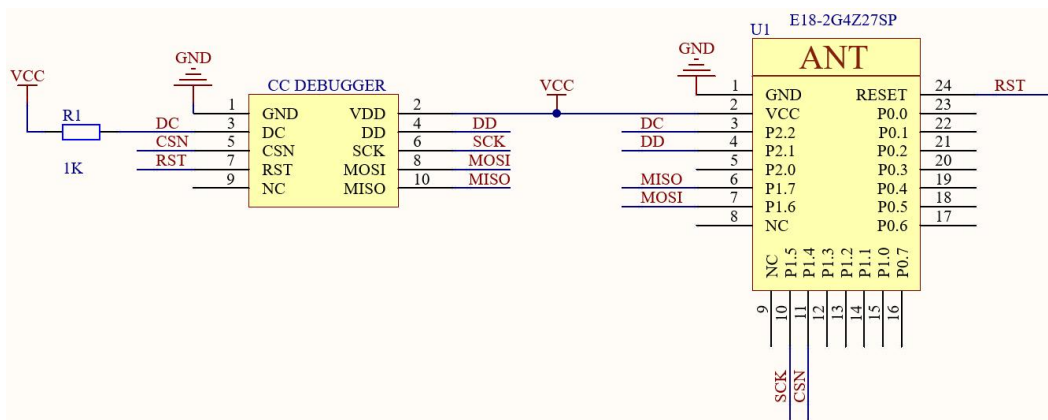 E18-2G4Z27SP
U1
ANT
GND
GND
VCC
VCC
CC DEBUGGER
R1
1K
DC
CSN
RST
1 GND VDD 2
3 DC DD 4
5 CSN SCK 6
7 RST MOSI 8
9 NC MISO 10
DD
SCK
MOSI
MISO
DC
DD
MISO
MOSI
1 GND RESET 24 RST
2 VCC P0.0 23
3 P2.2 P0.1 22
4 P2.1 P0.2 21
5 P2.0 P0.3 20
6 P1.7 P0.4 19
7 P1.6 P0.5 18
8 NC P0.6 17
NC P1.5 P1.4 P1.3 P1.2 P1.1 P1.0 P0.7
9 10 11 12 13 14 15 16
SCK
CSN